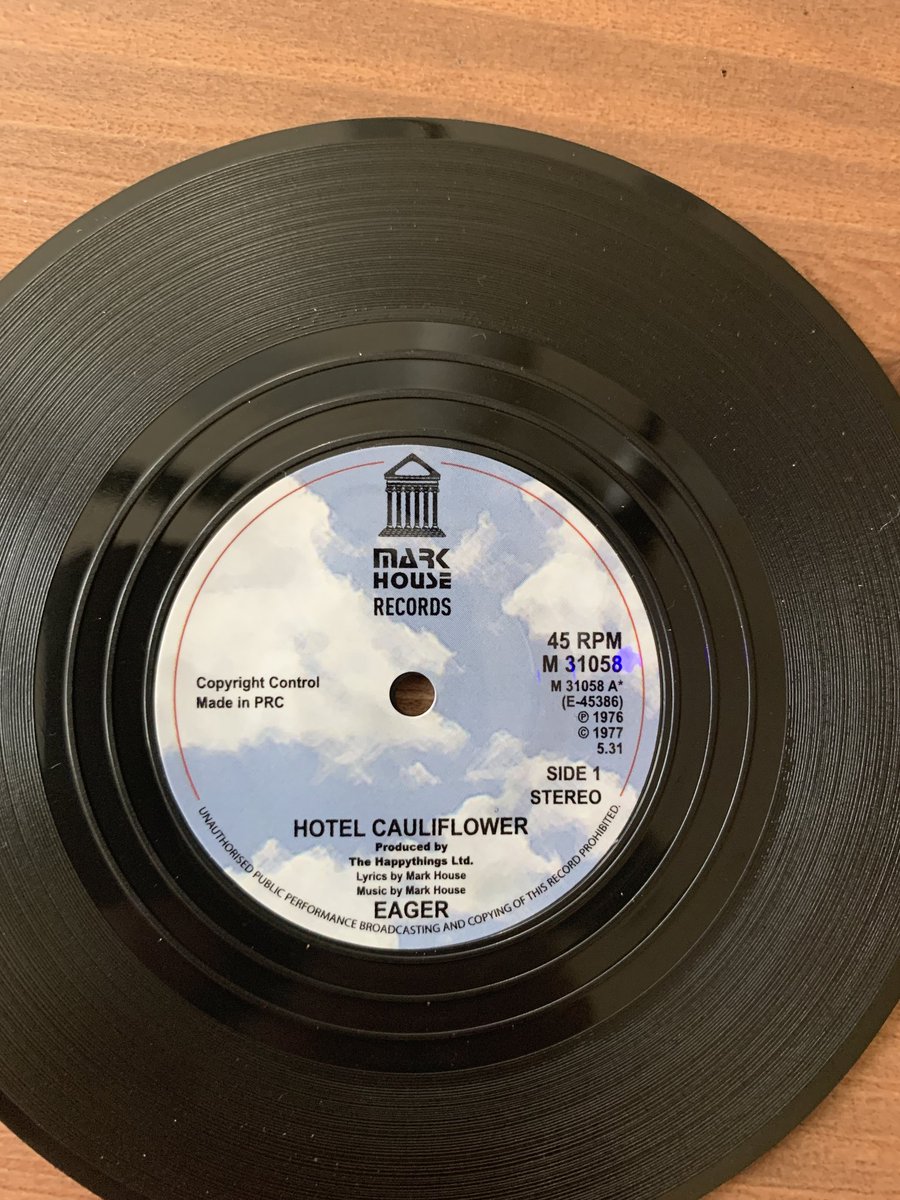 MARK
HOUSE
RECORDS
45 RPM
M 31058
M 31058 A*
(E-45386)
℗ 1976
© 1977
5.31
Copyright Control
Made in PRC
SIDE 1
STEREO
HOTEL CAULIFLOWER
Produced by
The Happythings Ltd.
Lyrics by Mark House
Music by Mark House
EAGER
UNAUTHORISED PUBLIC PERFORMANCE BROADCASTING AND COPYING OF THIS RECORD PROHIBITED.